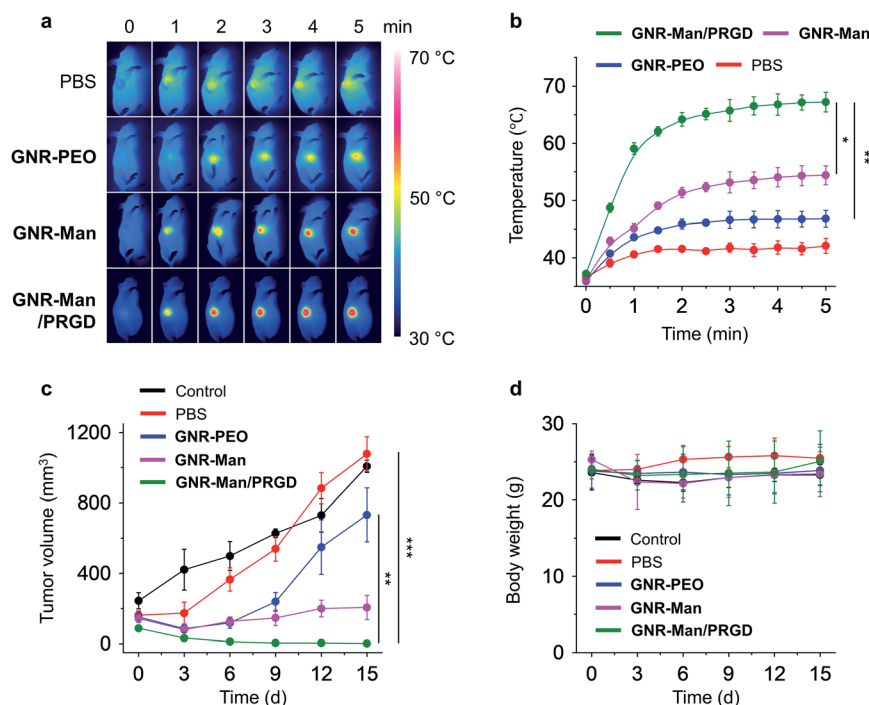 a
0 1 2 3 4 5 min
PBS
GNR-PEO
GNR-Man
GNR-Man
/PRGD
70 °C
50 °C
30 °C
b
GNR-Man/PRGD GNR-Man
GNR-PEO PBS
Temperature (°C)
70
60
50
40
0 1 2 3 4 5
Time (min)
*
**
c
Control
PBS
GNR-PEO
GNR-Man
GNR-Man/PRGD
Tumor volume (mm³)
1200
800
400
0
0 3 6 9 12 15
Time (d)
**
***
d
Body weight (g)
30
20
10
0
Control
PBS
GNR-PEO
GNR-Man
GNR-Man/PRGD
0 3 6 9 12 15
Time (d)